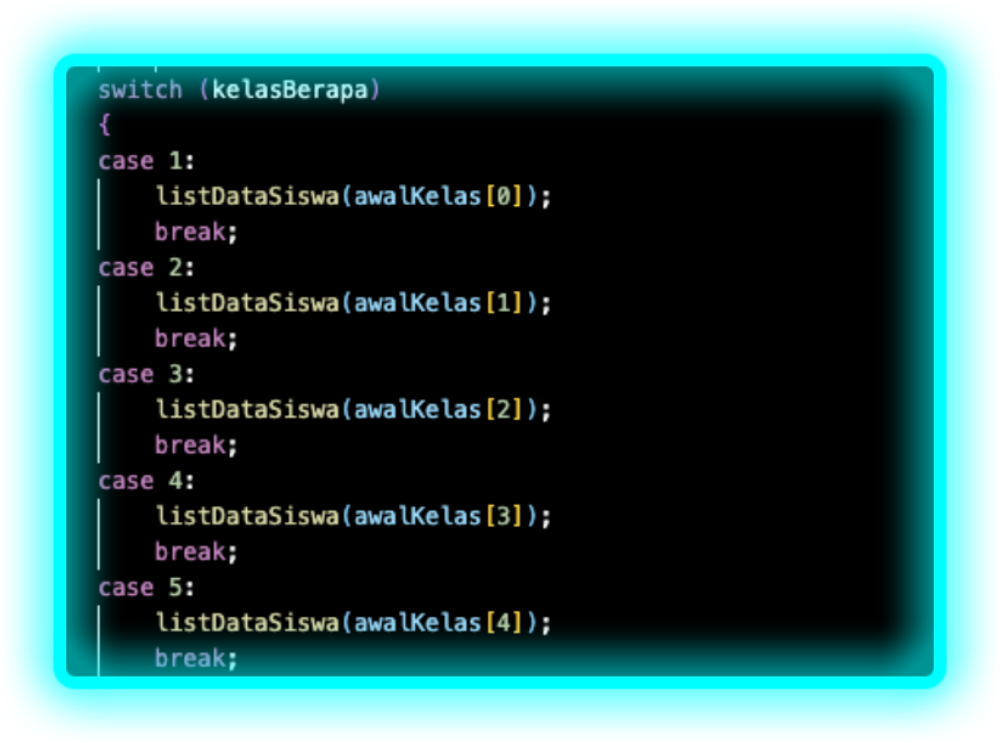 switch (kelasBerapa)
{
case 1:
    listDataSiswa(awalKelas[0]);
    break;
case 2:
    listDataSiswa(awalKelas[1]);
    break;
case 3:
    listDataSiswa(awalKelas[2]);
    break;
case 4:
    listDataSiswa(awalKelas[3]);
    break;
case 5:
    listDataSiswa(awalKelas[4]);
    break;